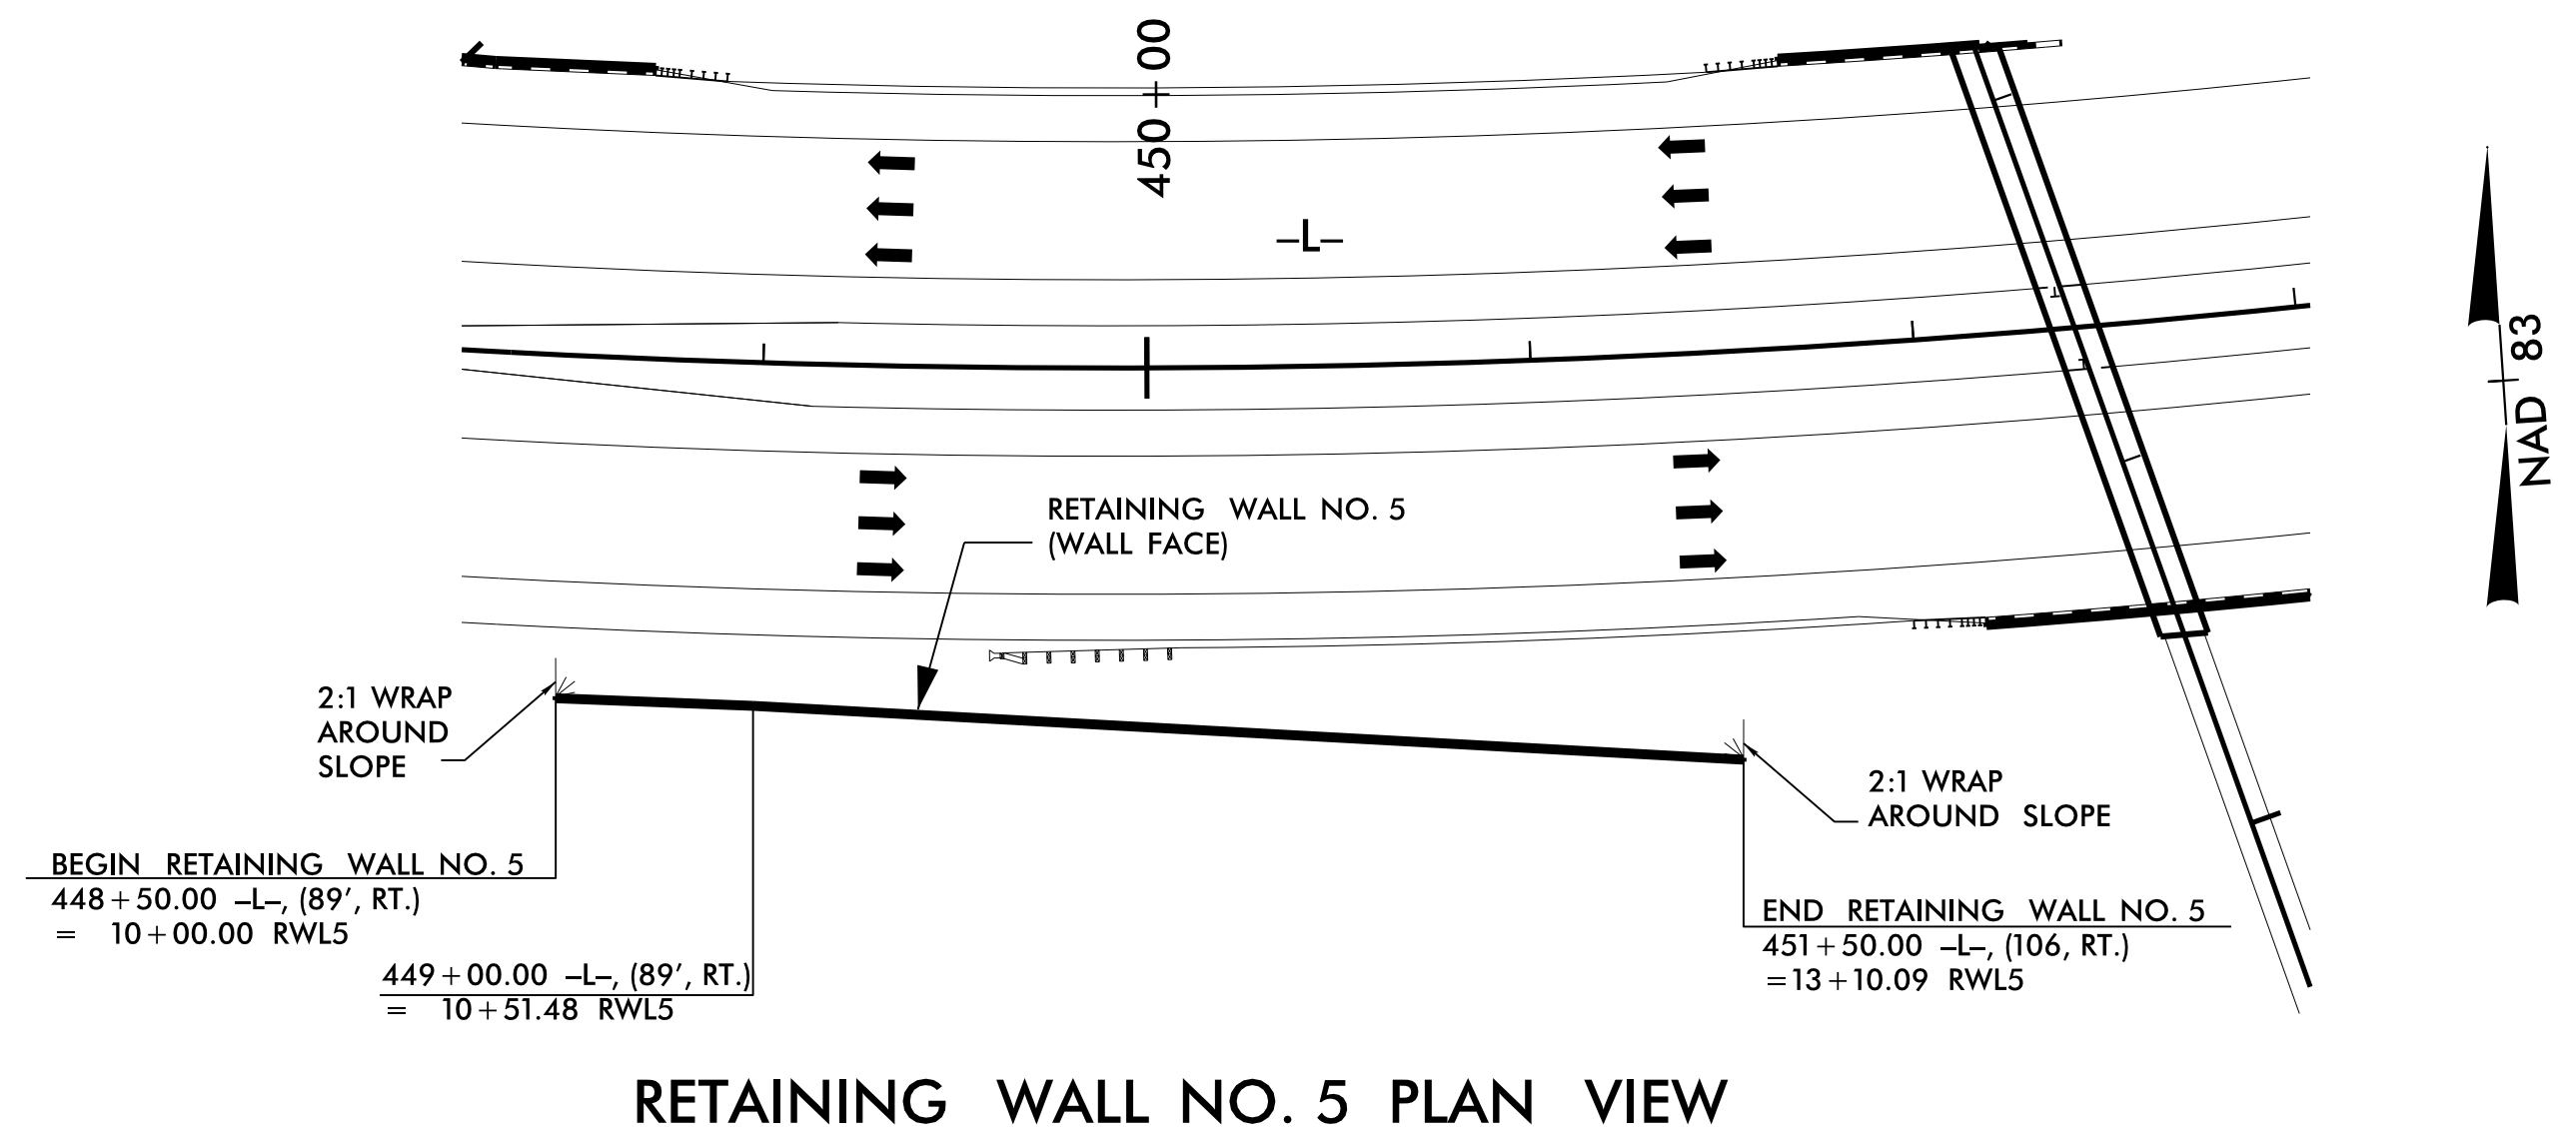 450+00
–L–
NAD 83
RETAINING WALL NO. 5
(WALL FACE)
2:1 WRAP
AROUND
SLOPE
2:1 WRAP
AROUND SLOPE
BEGIN RETAINING WALL NO. 5
448+50.00 –L–, (89', RT.)
= 10+00.00 RWL5
449+00.00 –L–, (89', RT.)
= 10+51.48 RWL5
END RETAINING WALL NO. 5
451+50.00 –L–, (106, RT.)
=13+10.09 RWL5
RETAINING WALL NO. 5 PLAN VIEW